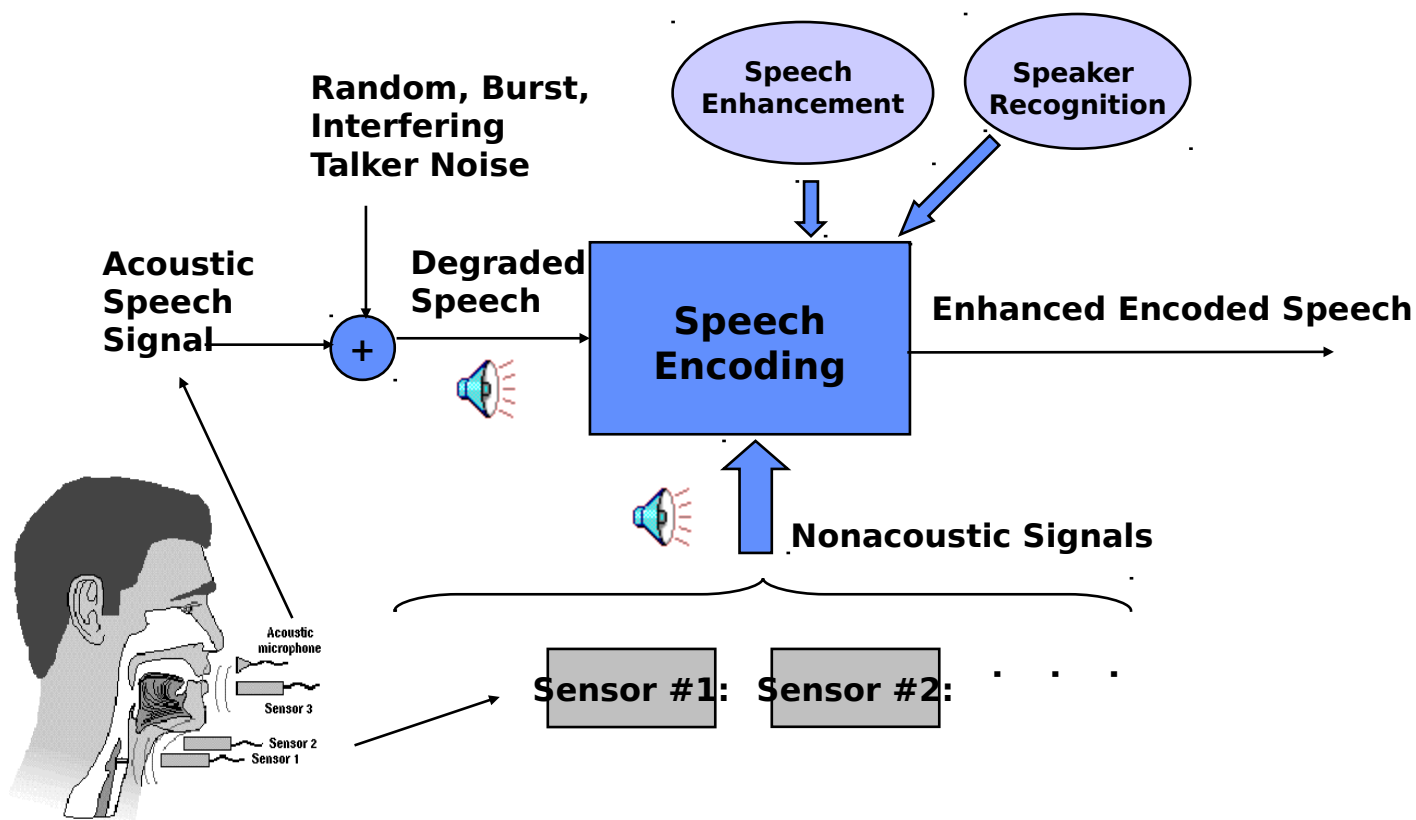 Random, Burst,
Interfering
Talker Noise
Speech
Enhancement
Speaker
Recognition
Acoustic
Speech
Signal
+
Degraded
Speech
Speech
Encoding
Enhanced Encoded Speech
Nonacoustic Signals
Acoustic
microphone
Sensor 3
Sensor 2
Sensor 1
Sensor #1:
Sensor #2:
. . .